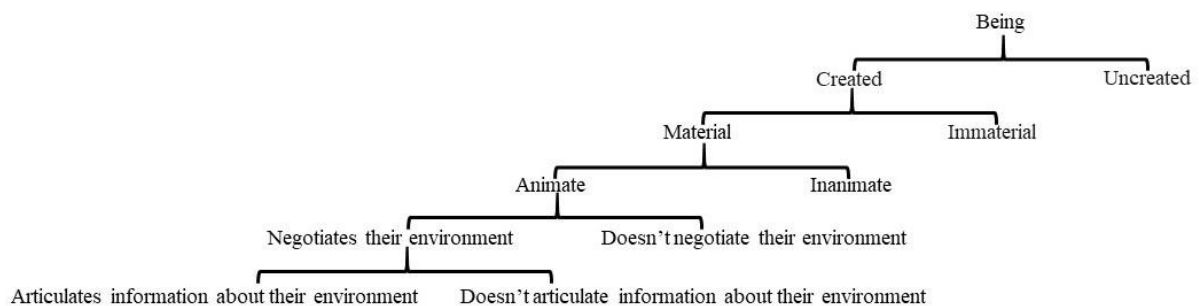 Being
Created Uncreated
Material Immaterial
Animate Inanimate
Negotiates their environment Doesn't negotiate their environment
Articulates information about their environment Doesn't articulate information about their environment